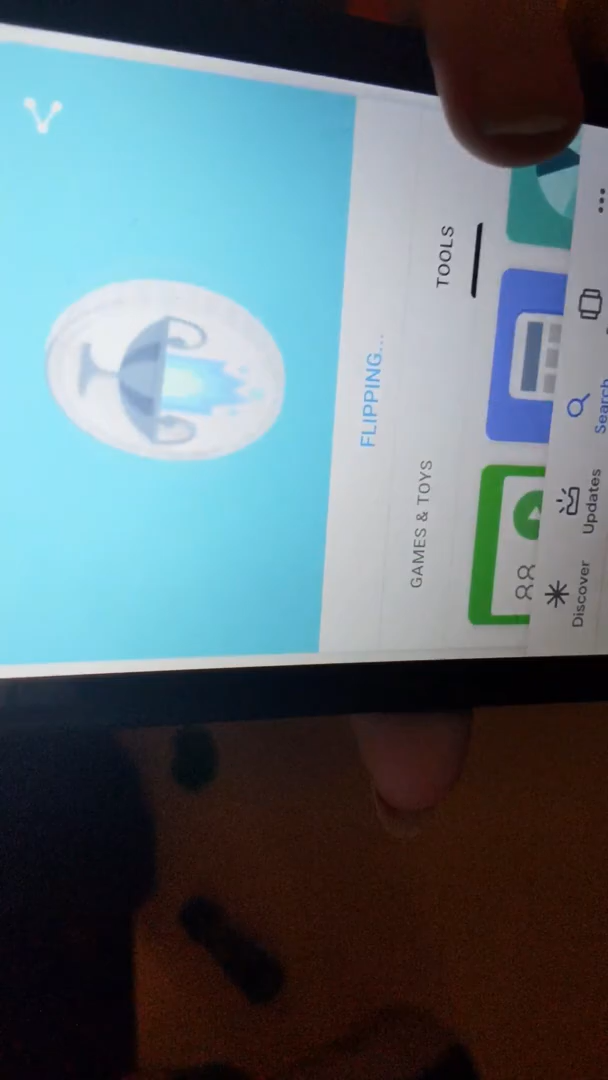 FLIPPING...
GAMES & TOYS
TOOLS
Discover
Updates
Search